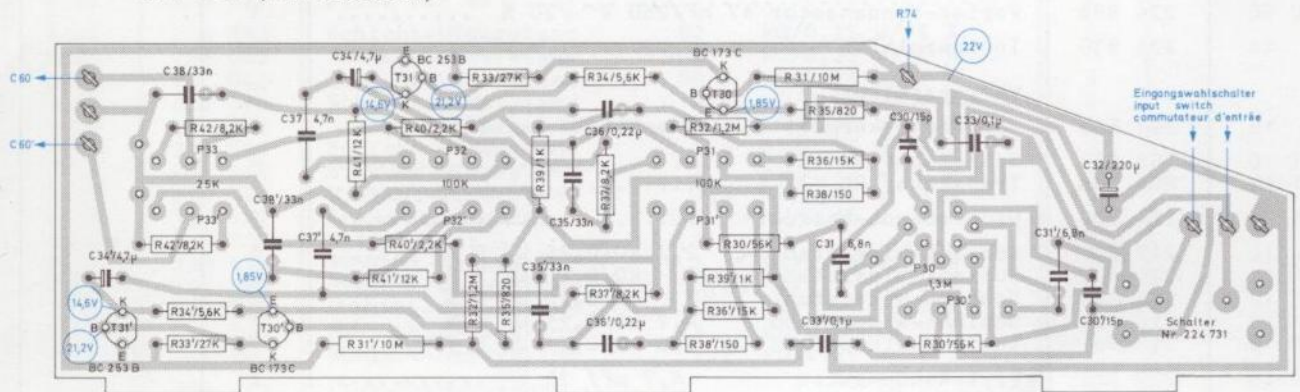 R74
22V
C 60
C 60'
C38/33n
C34/4,7µ
E
BC 253 B
T31
B
K
14,6V
21,2V
R33/27K
R34/5,6K
BC 173 C
K
B
T30
E
1,85V
R31/10M
R35/820
Eingangswahlschalter
input switch
commutateur d'entrée
R42/8,2K
C37
4,7n
R41/12K
R40/2,2K
R39/1K
C36/0,22µ
R37/8,2K
R32/1,2M
C30/15p
C33/0,1µ
P33
P32
P31
R36/15K
C32/220µ
25K
100K
C35/33n
100K
R38/150
P33'
C38'/33n
C37'
4,7n
P32'
P31'
R42'/8,2K
R40'/2,2K
R30/56K
C31
6,8n
C31'/6,8n
C34'/4,7µ
1,85V
R41'/12K
R32'/1,2M
R35'/820
C35'/33n
R37'/8,2K
R39'/1K
P30
1,3M
P30'
14,6V
K
B
T31'
E
21,2V
R34'/5,6K
E
T30'
B
K
C36'/0,22µ
R36'/15K
C33'/0,1µ
C30'/15p
Schalter
Nr. 224 731
R33'/27K
R31'/10M
R38'/150
R30'/56K
BC 253 B
BC 173 C